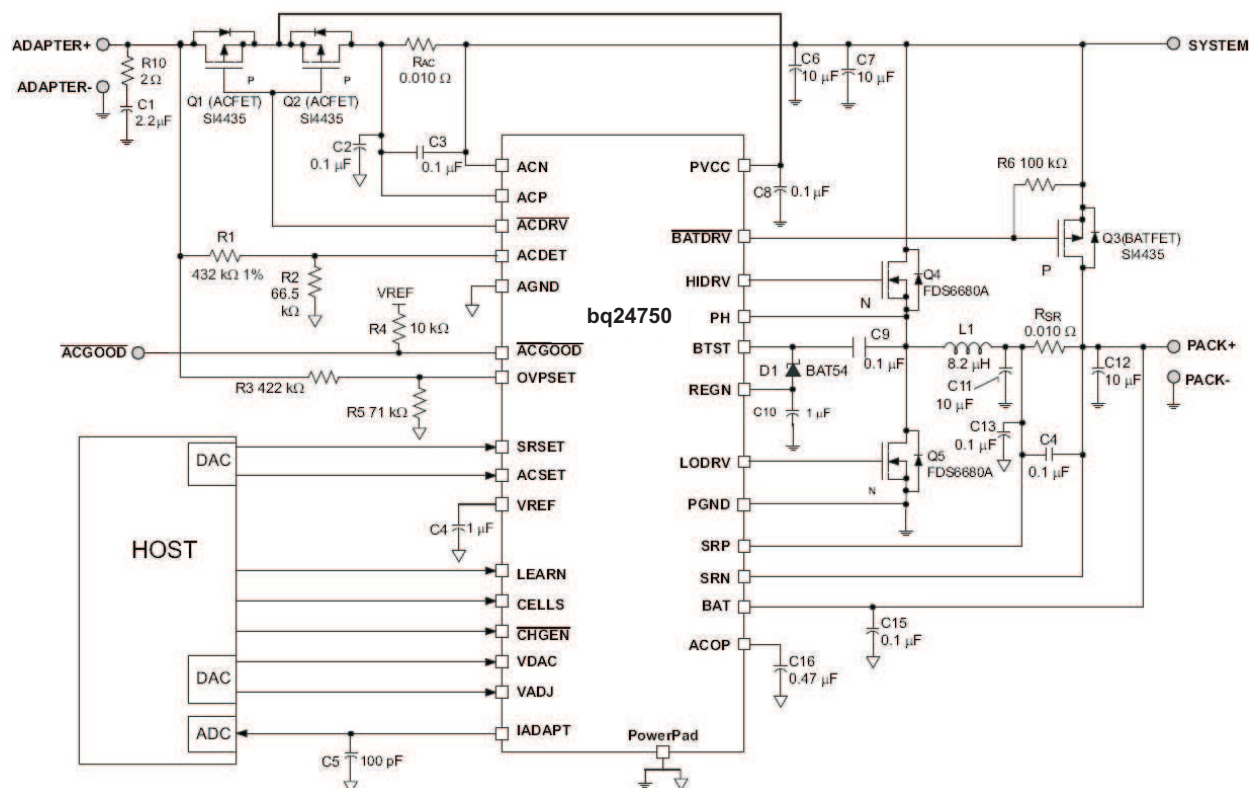 ADAPTER+
R10
2Ω
ADAPTER-
C1
2.2μF
P
Q1 (ACFET)
SI4435
P
Q2 (ACFET)
SI4435
RAC
0.010 Ω
C6
10 μF
C7
10 μF
SYSTEM
C2
0.1 μF
C3
0.1 μF
R1
432 kΩ 1%
R2
66.5
kΩ
VREF
R4
10 kΩ
ACGOOD
R3 422 kΩ
R5 71 kΩ
HOST
DAC
DAC
ADC
C4
1 μF
C5
100 pF
ACN
ACP
ACDRV
ACDET
AGND
ACGOOD
OVPSET
SRSET
ACSET
VREF
LEARN
CELLS
CHGEN
VDAC
VADJ
IADAPT
bq24750
PowerPad
PVCC
BATDRV
HIDRV
PH
BTST
REGN
LODRV
PGND
SRP
SRN
BAT
ACOP
C8
0.1 μF
R6 100 kΩ
Q3(BATFET)
SI4435
P
Q4
FDS6680A
N
C9
0.1 μF
D1
BAT54
C10
1 μF
L1
8.2 μH
RSR
0.010 Ω
PACK+
PACK-
C11
10 μF
C12
10 μF
C13
0.1 μF
C4
0.1 μF
Q5
FDS6680A
N
C15
0.1 μF
C16
0.47 μF